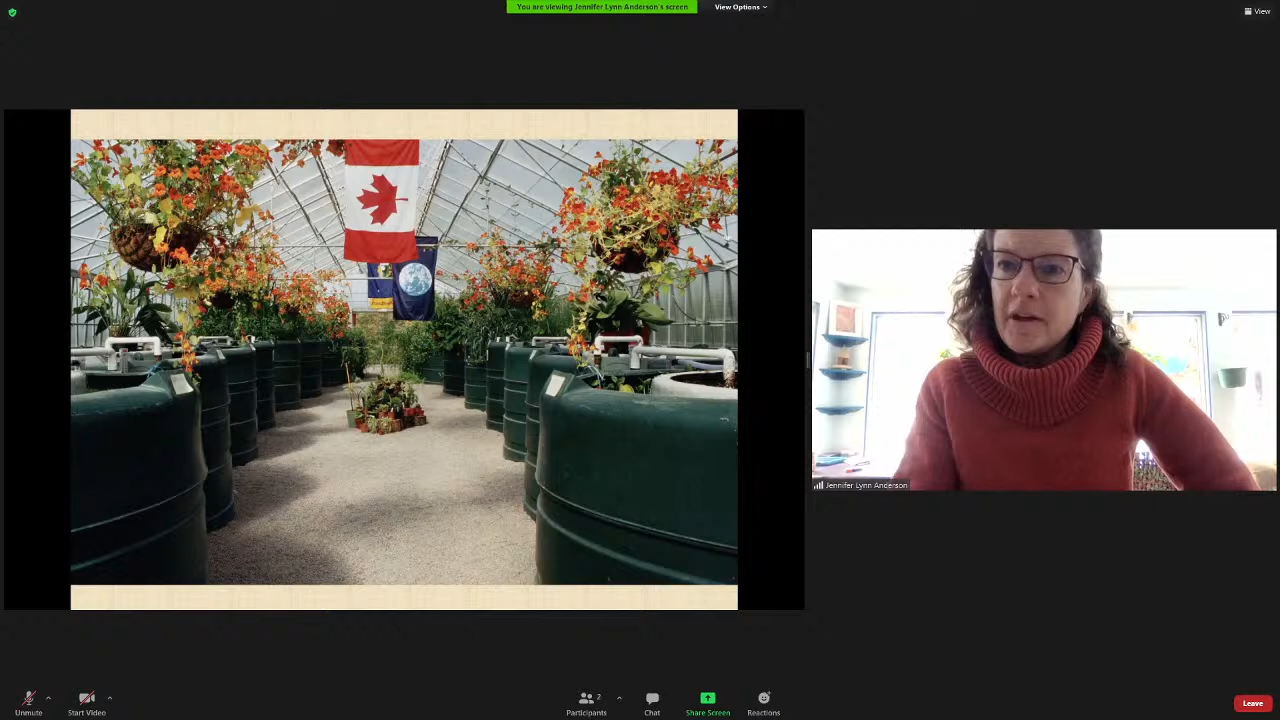 You are viewing Jennifer Lynn Anderson's screen
View Options
View
Jennifer Lynn Anderson
Unmute
Start Video
Participants
2
Chat
Share Screen
Reactions
Leave